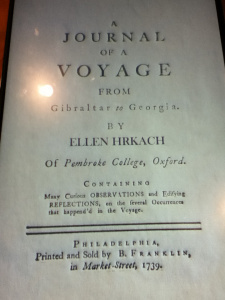 A
JOURNAL
OF A
VOYAGE
FROM
Gibraltar to Georgia.
BY
ELLEN HRKACH
Of Pembroke College, Oxford.
CONTAINING
Many Curious OBSERVATIONS and Edifying
REFLECTIONS, on the several Occurrences
that happen'd in the Voyage.
PHILADELPHIA,
Printed and Sold by B. FRANKLIN,
in Market-Street, 1739.